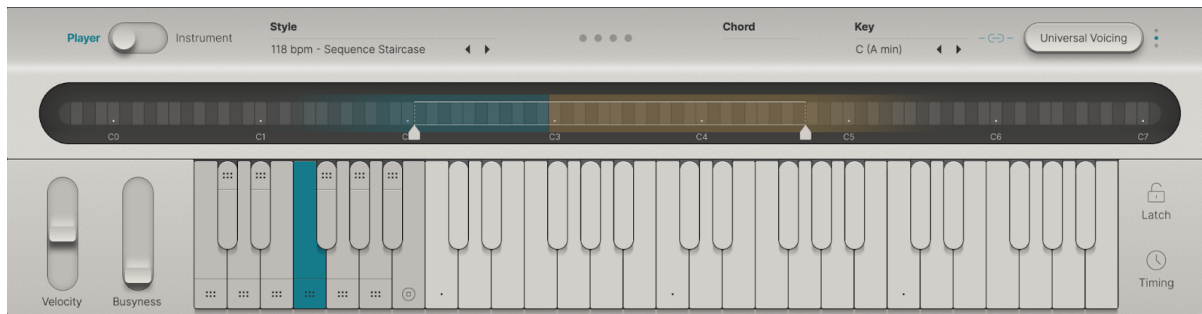 Style
Chord
Key
Player
Instrument
118 bpm - Sequence Staircase
C (A min)
Universal Voicing
C0
C1
C3
C4
C5
C6
C7
Latch
Timing
Velocity
Busyness